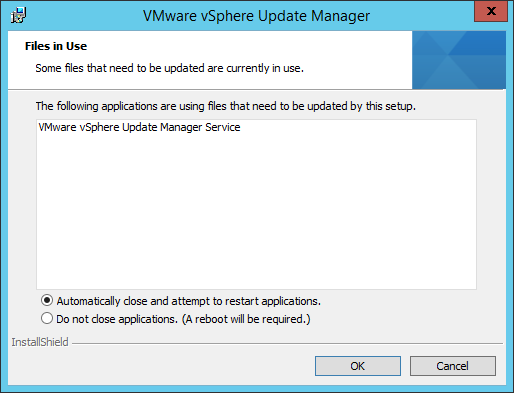 VMware vSphere Update Manager
x
Files in Use
Some files that need to be updated are currently in use.
The following applications are using files that need to be updated by this setup.
VMware vSphere Update Manager Service
Automatically close and attempt to restart applications.
Do not close applications. (A reboot will be required.)
InstallShield
OK
Cancel